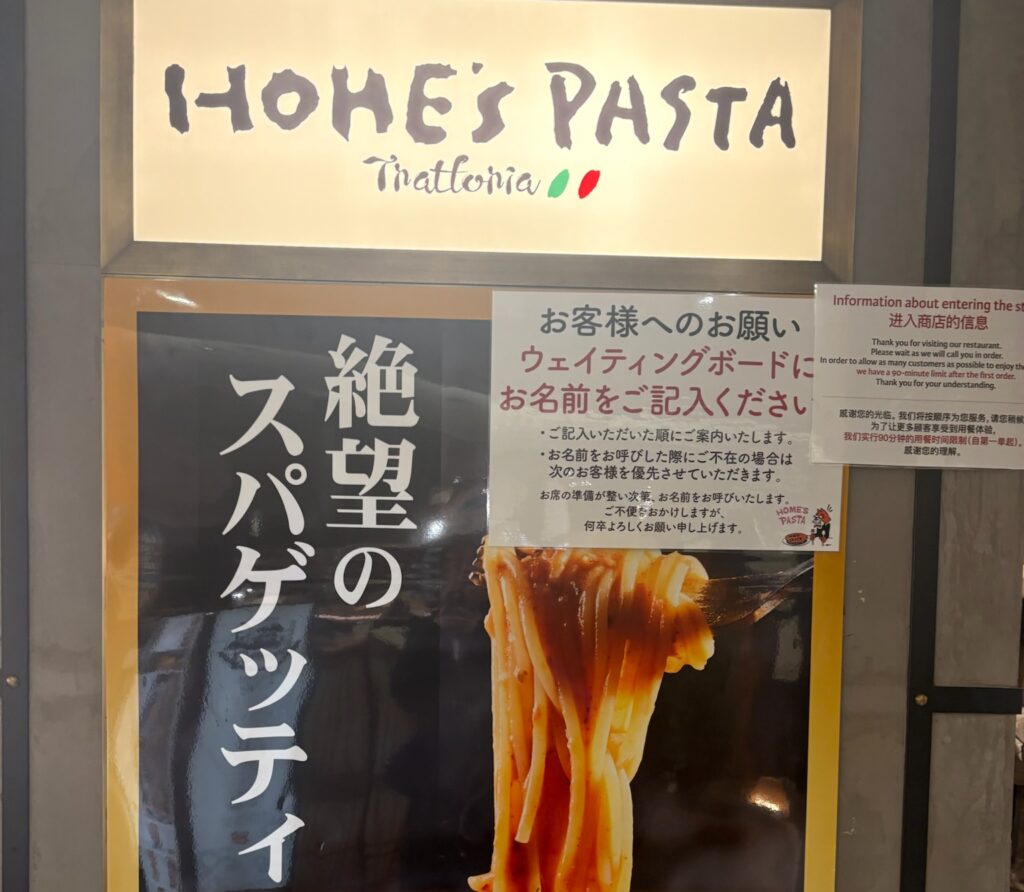 HOME's PASTA
Trattoria
絶望の
スパゲッティ
お客様へのお願い
ウェイティングボードに
お名前をご記入ください
・ご記入いただいた順にご案内いたします。
・お名前をお呼びした際にご不在の場合は
次のお客様を優先させていただきます。
お席の準備が整い次第、お名前をお呼びいたします。
ご不便をおかけしますが、
何卒よろしくお願い申し上げます。
HOME'S
PASTA
Information about entering the
进入商店的信息
Thank you for visiting our restaurant.
Please wait as we will call you in order.
In order to allow as many customers as possible to enjoy
we have a 90-minute limit after the first order.
Thank you for your understanding.
感谢您的光临。我们将按顺序为您服务,请您稍候
为了让更多顾客享受到用餐体验,
我们实行90分钟的用餐时间限制(自第一单起)。
感谢您的理解。